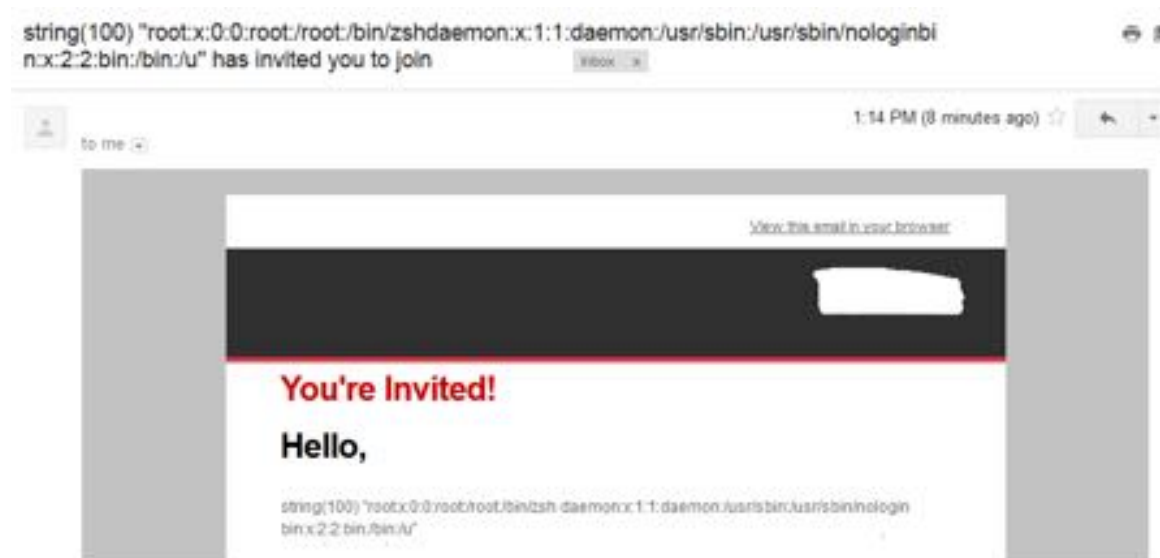 string(100) "root:x:0:0:root:/root:/bin/zshdaemon:x:1:1:daemon:/usr/sbin:/usr/sbin/nologinbi
n:x:2:2:bin:/bin:/u" has invited you to join
Inbox x
1:14 PM (8 minutes ago)
to me
View this email in your browser
You're Invited!
Hello,
string(100) "root:x:0:0:root:/root:/bin/zsh daemon:x:1:1:daemon:/usr/sbin:/usr/sbin/nologin
bin:x:2:2:bin:/bin:/u"